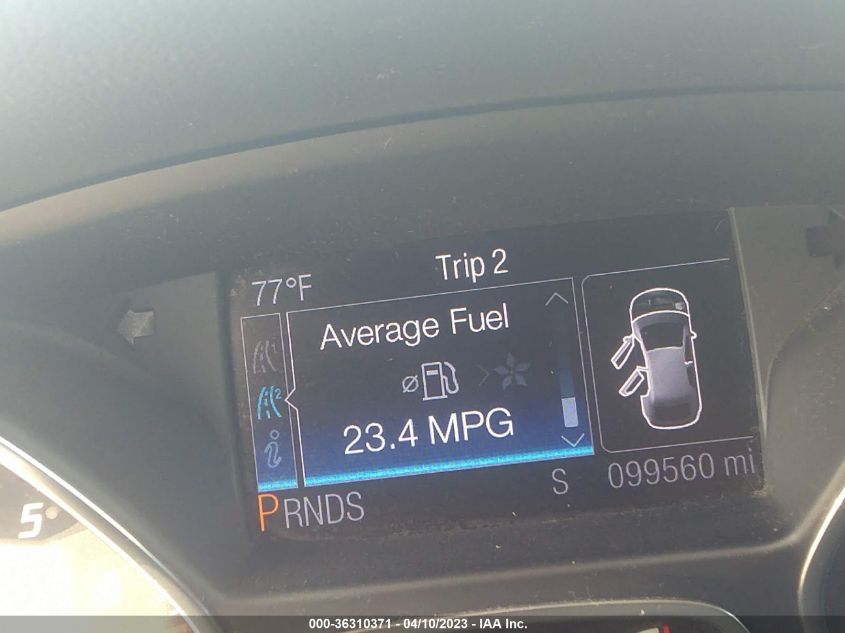 Trip 2
77°F
Average Fuel
2
23.4 MPG
PRNDS
S
099560 mi
5
000-36310371 - 04/10/2023 - IAA Inc.